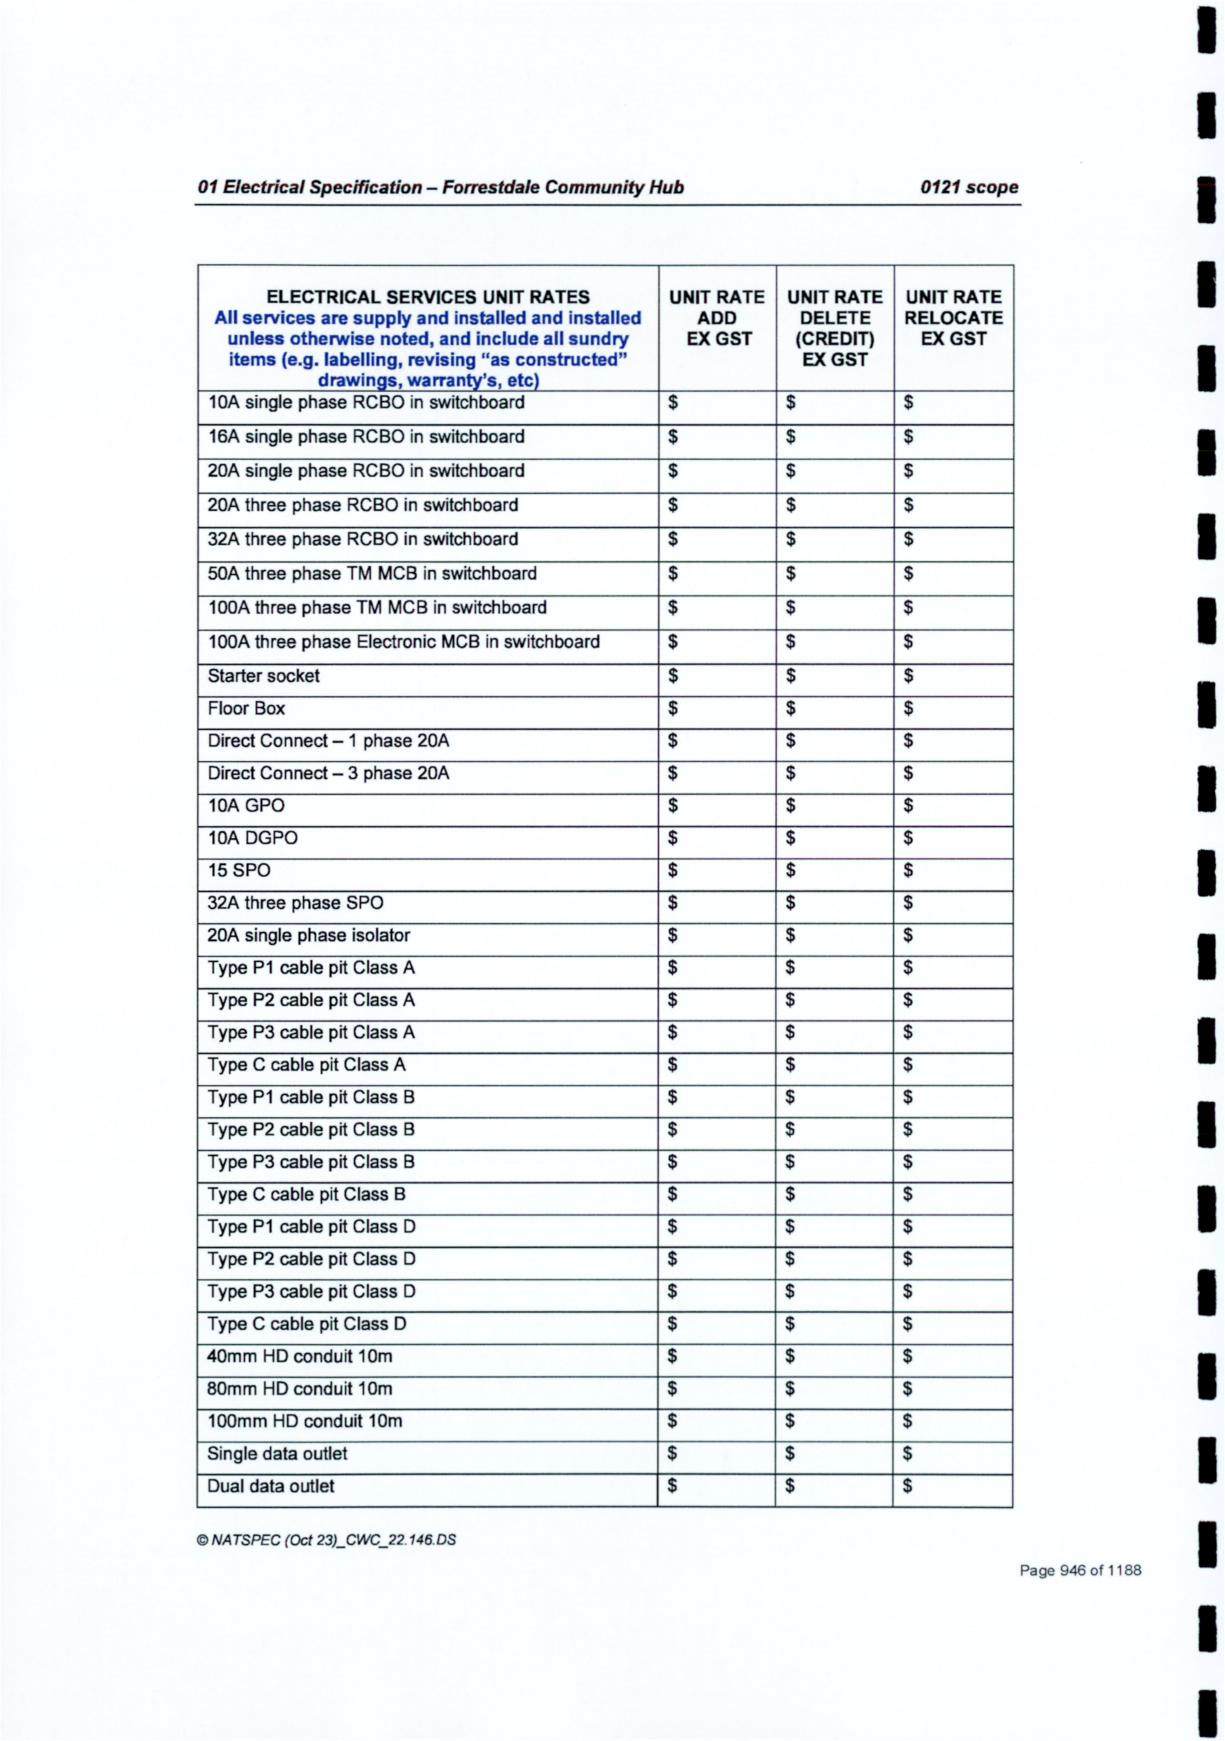 01 Electrical Specification – Forrestdale Community Hub 0121 scope
ELECTRICAL SERVICES UNIT RATES
All services are supply and installed and installed
unless otherwise noted, and include all sundry
items (e.g. labelling, revising “as constructed”
drawings, warranty's, etc)
UNIT RATE
ADD
EX GST
UNIT RATE
DELETE
(CREDIT)
EX GST
UNIT RATE
RELOCATE
EX GST
10A single phase RCBO in switchboard $ $ $
16A single phase RCBO in switchboard $ $ $
20A single phase RCBO in switchboard $ $ $
20A three phase RCBO in switchboard $ $ $
32A three phase RCBO in switchboard $ $ $
50A three phase TM MCB in switchboard $ $ $
100A three phase TM MCB in switchboard $ $ $
100A three phase Electronic MCB in switchboard $ $ $
Starter socket $ $ $
Floor Box $ $ $
Direct Connect – 1 phase 20A $ $ $
Direct Connect – 3 phase 20A $ $ $
10A GPO $ $ $
10A DGPO $ $ $
15 SPO $ $ $
32A three phase SPO $ $ $
20A single phase isolator $ $ $
Type P1 cable pit Class A $ $ $
Type P2 cable pit Class A $ $ $
Type P3 cable pit Class A $ $ $
Type C cable pit Class A $ $ $
Type P1 cable pit Class B $ $ $
Type P2 cable pit Class B $ $ $
Type P3 cable pit Class B $ $ $
Type C cable pit Class B $ $ $
Type P1 cable pit Class D $ $ $
Type P2 cable pit Class D $ $ $
Type P3 cable pit Class D $ $ $
Type C cable pit Class D $ $ $
40mm HD conduit 10m $ $ $
80mm HD conduit 10m $ $ $
100mm HD conduit 10m $ $ $
Single data outlet $ $ $
Dual data outlet $ $ $
© NATSPEC (Oct 23)_CWC_22.146.DS
Page 946 of 1188